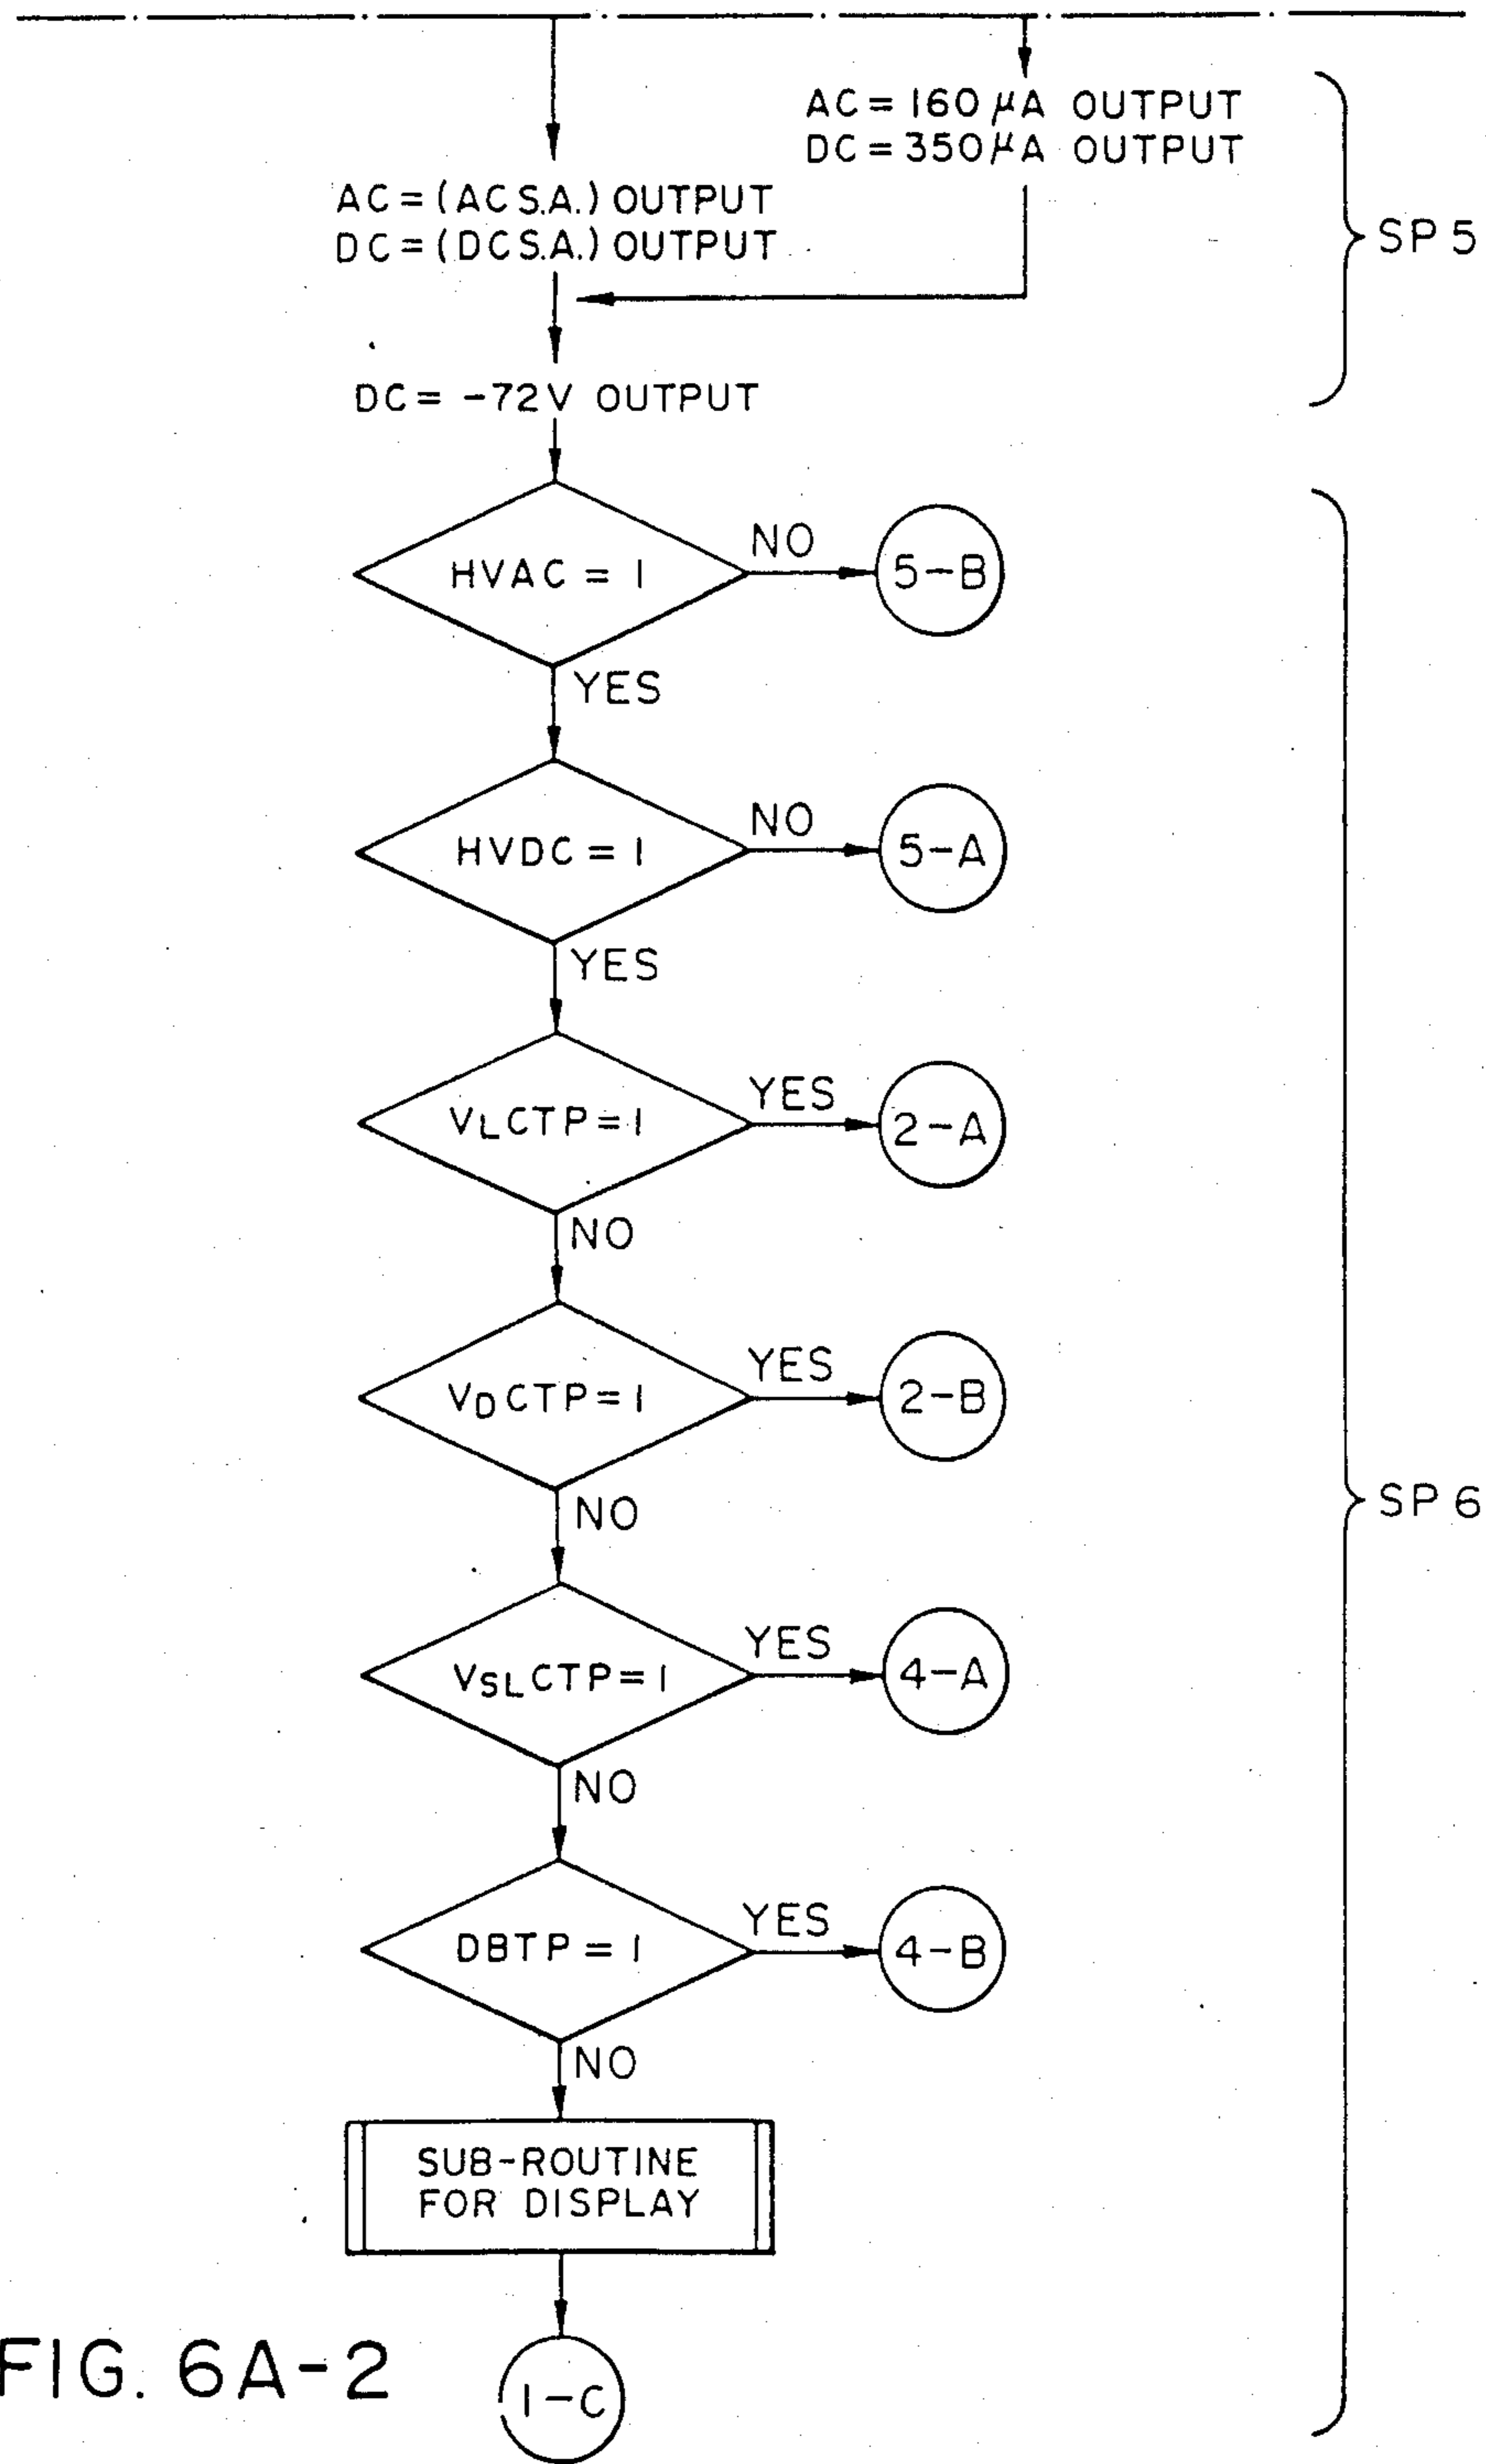 AC = 160 μA OUTPUT
DC = 350 μA OUTPUT
AC = (AC S.A.) OUTPUT
DC = (DC S.A.) OUTPUT
SP 5
DC = -72V OUTPUT
HVAC = 1
NO
5-B
YES
HVDC = 1
NO
5-A
YES
VLCTP = 1
YES
2-A
NO
VDCTP = 1
YES
2-B
NO
SP 6
VSLCTP = 1
YES
4-A
NO
DBTP = 1
YES
4-B
NO
SUB-ROUTINE
FOR DISPLAY
FIG. 6A-2
1-C